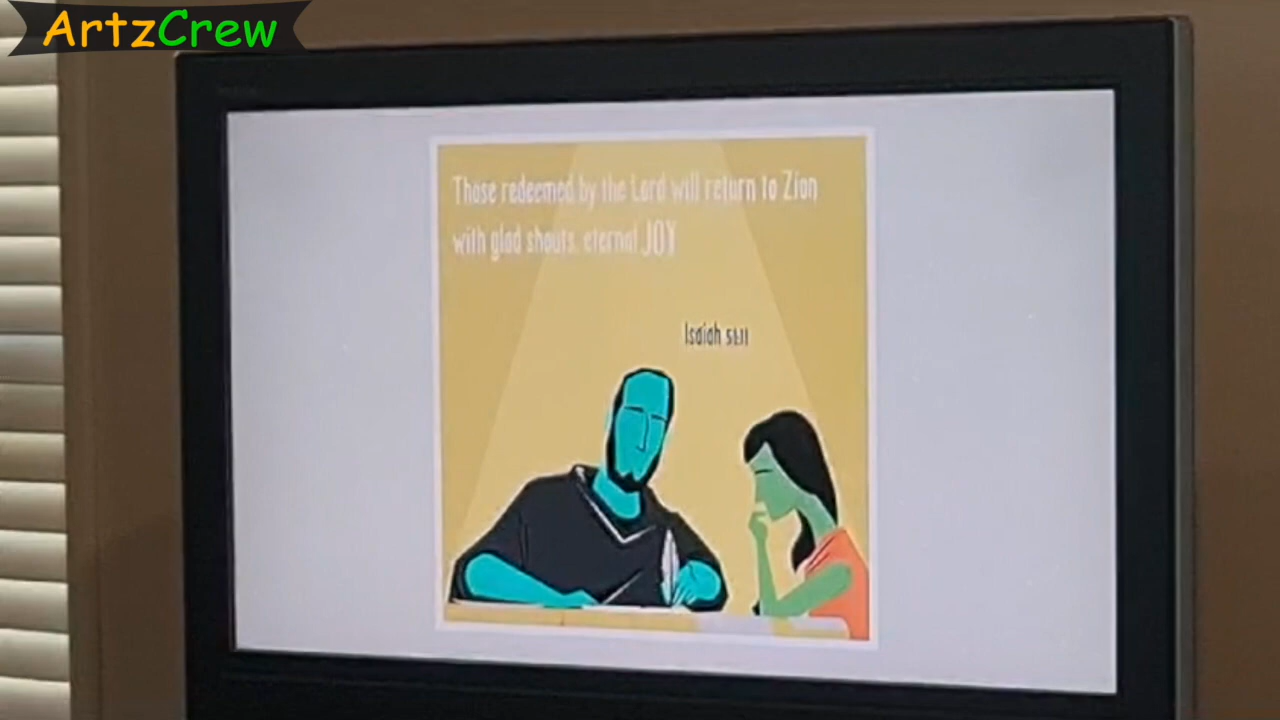 ArtzCrew
Those redeemed by the Lord will return to Zion
with glad shouts, eternal JOY
Isaiah 51:11